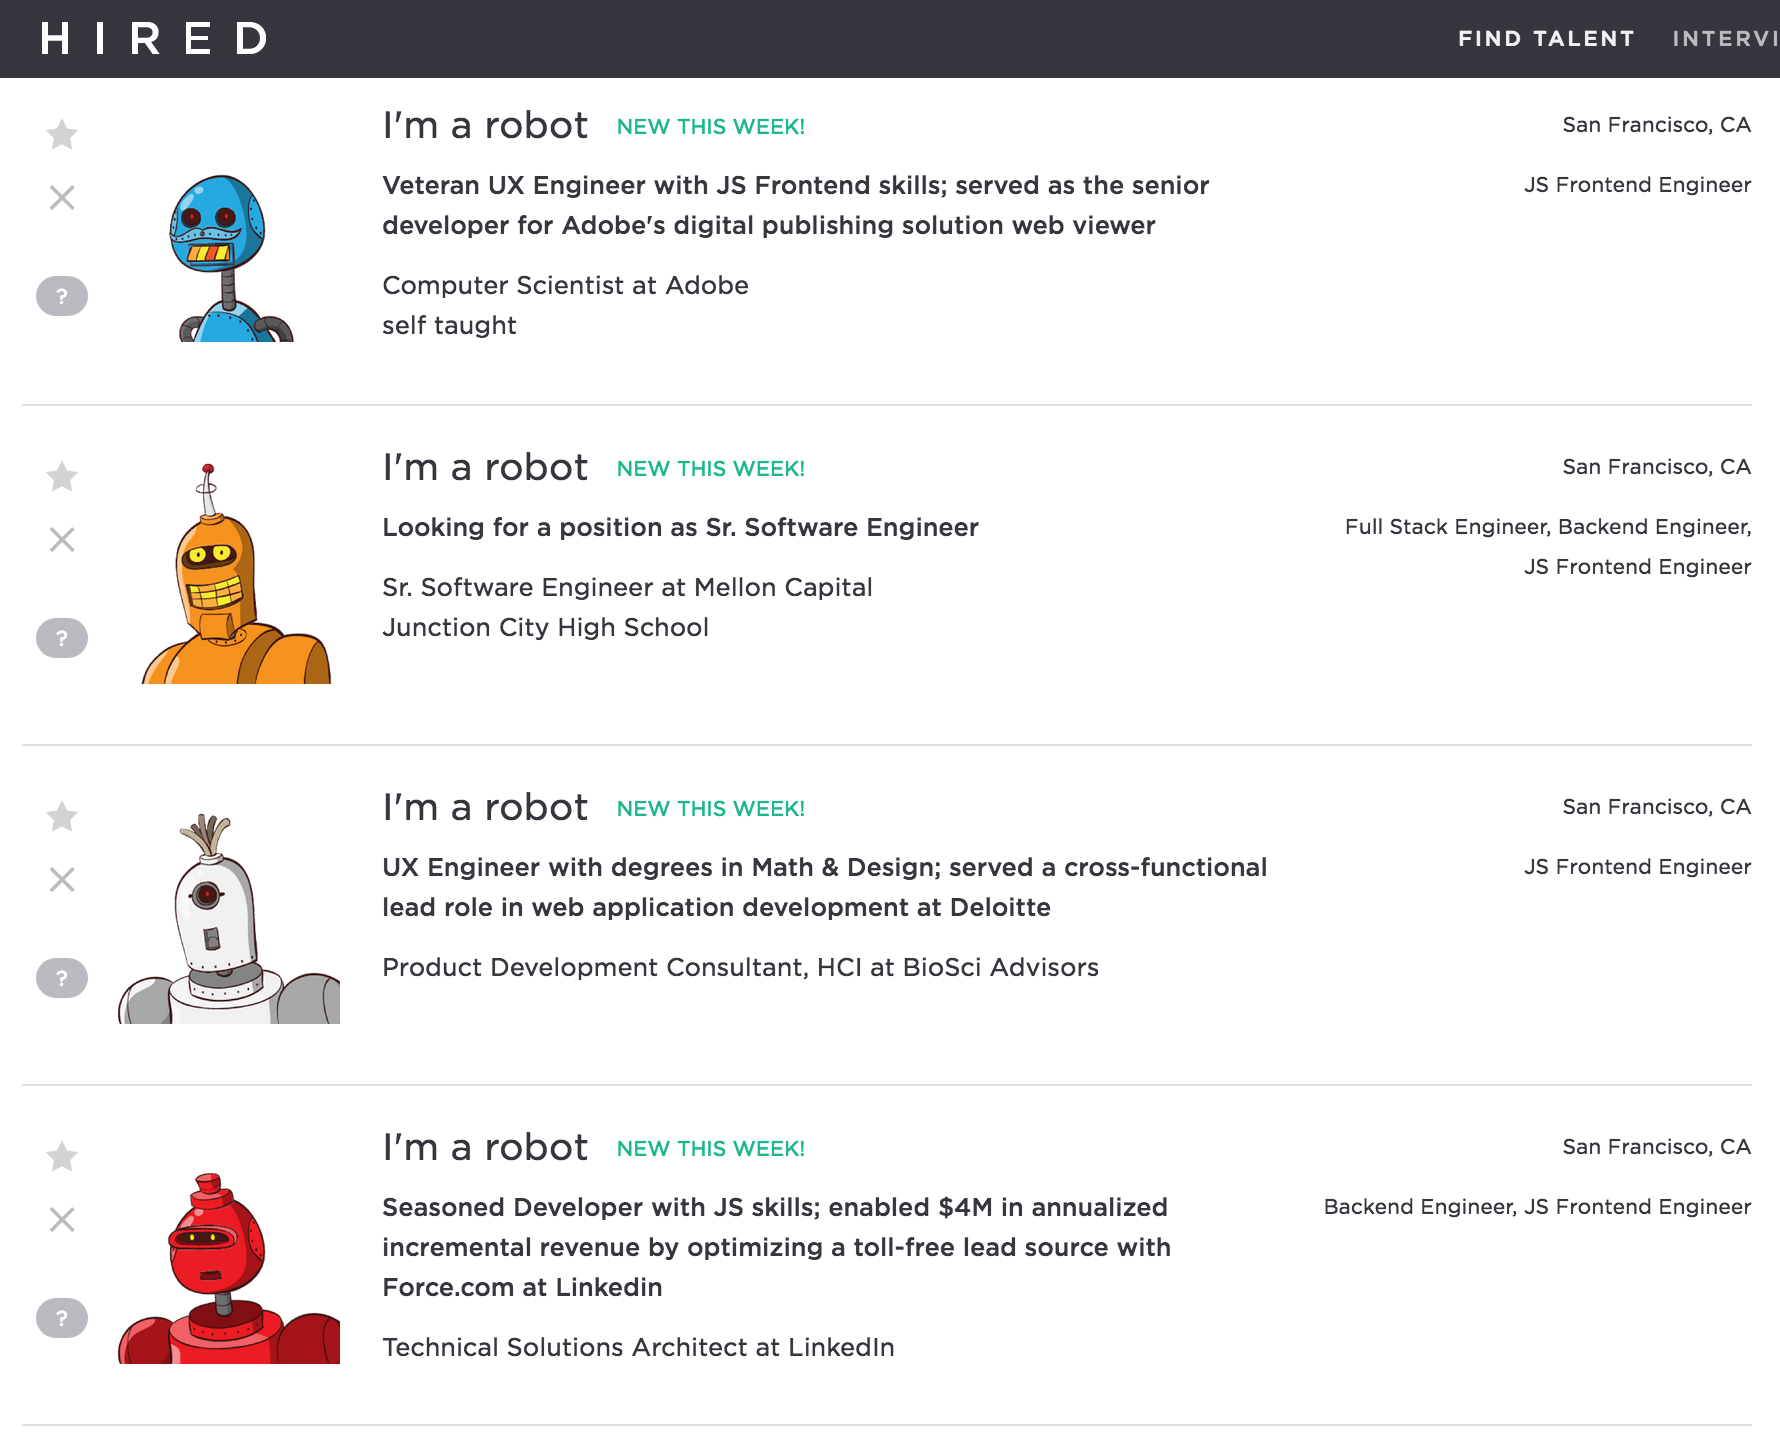 HIRED
FIND TALENT
INTERVI
I'm a robot NEW THIS WEEK!
San Francisco, CA
Veteran UX Engineer with JS Frontend skills; served as the senior
developer for Adobe's digital publishing solution web viewer
JS Frontend Engineer
Computer Scientist at Adobe
self taught
?
I'm a robot NEW THIS WEEK!
San Francisco, CA
Looking for a position as Sr. Software Engineer
Full Stack Engineer, Backend Engineer,
JS Frontend Engineer
Sr. Software Engineer at Mellon Capital
Junction City High School
?
I'm a robot NEW THIS WEEK!
San Francisco, CA
UX Engineer with degrees in Math & Design; served a cross-functional
lead role in web application development at Deloitte
JS Frontend Engineer
Product Development Consultant, HCI at BioSci Advisors
?
I'm a robot NEW THIS WEEK!
San Francisco, CA
Seasoned Developer with JS skills; enabled $4M in annualized
incremental revenue by optimizing a toll-free lead source with
Force.com at Linkedin
Backend Engineer, JS Frontend Engineer
Technical Solutions Architect at LinkedIn
?